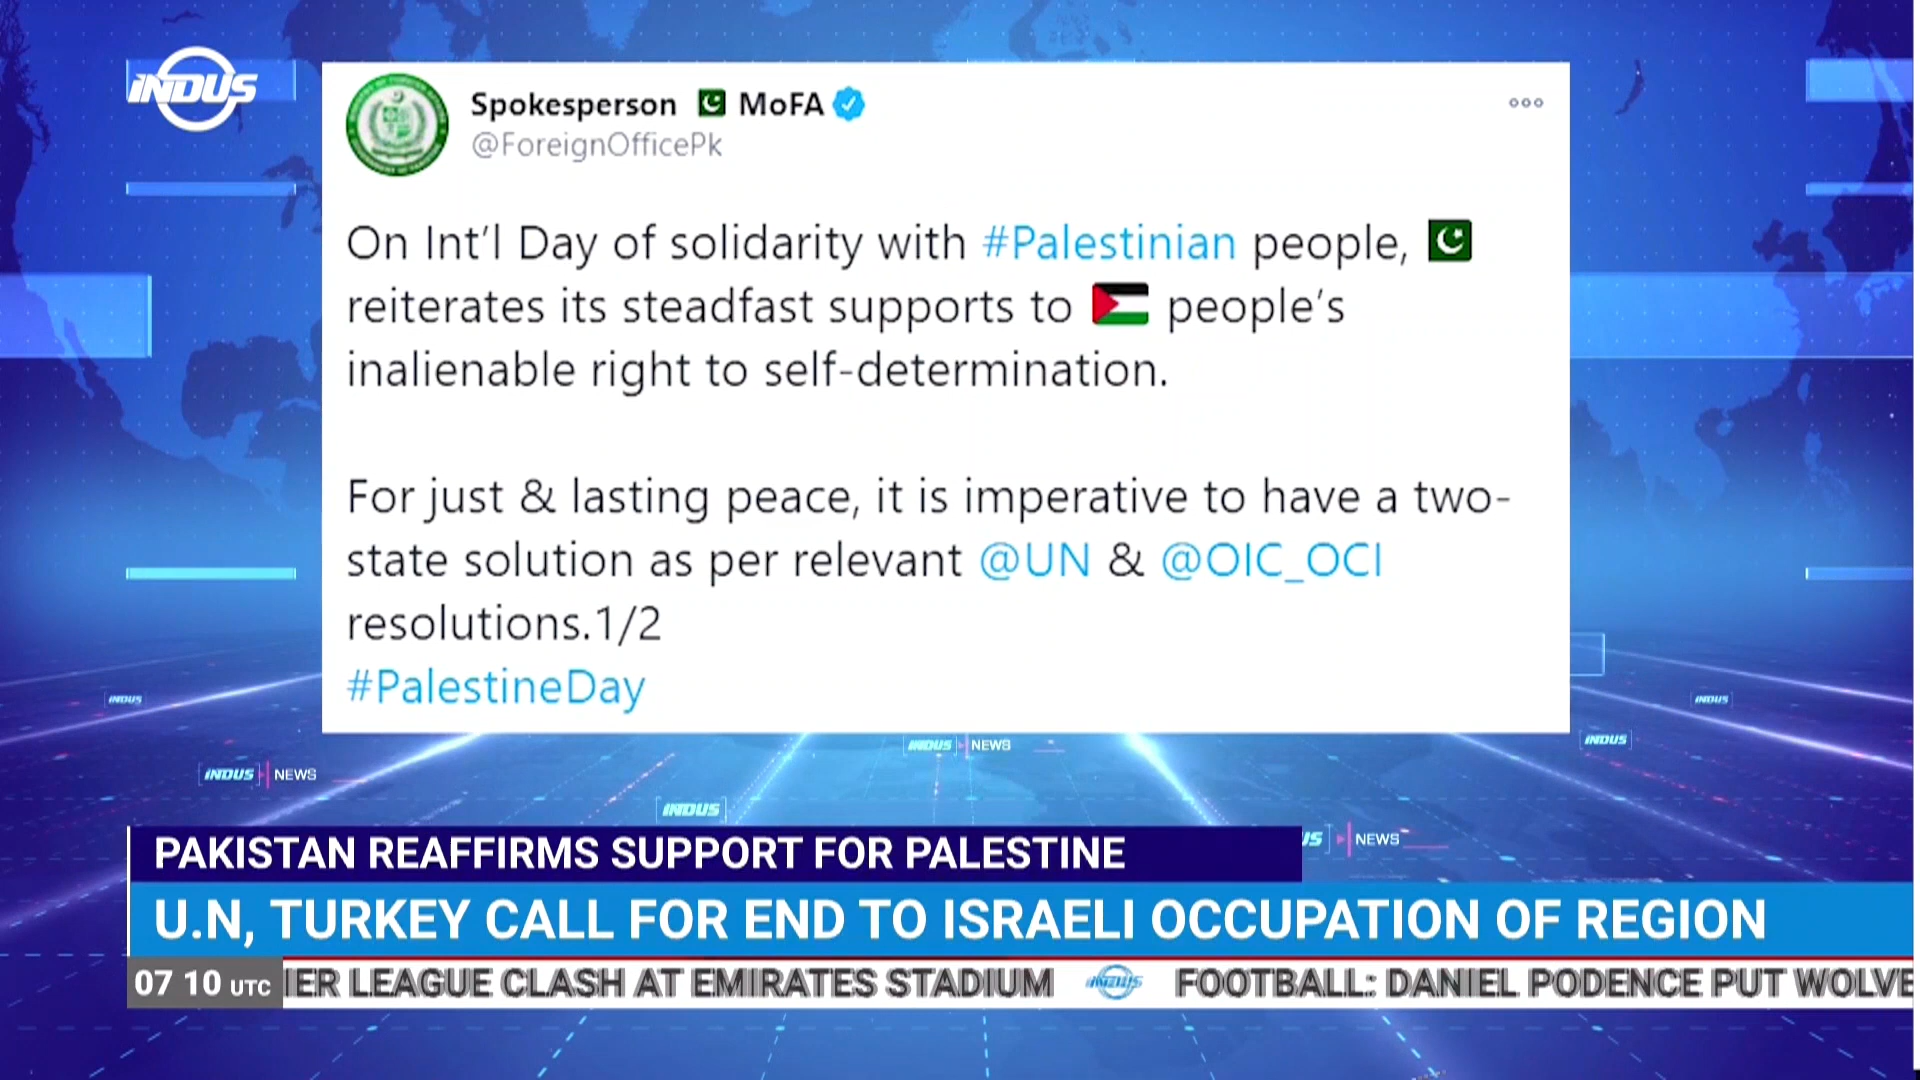 INDUS
Spokesperson 🇵🇰 MoFA
@ForeignOfficePk
On Int'l Day of solidarity with #Palestinian people, 🇵🇰
reiterates its steadfast supports to 🇵🇸 people's
inalienable right to self-determination.
For just & lasting peace, it is imperative to have a two-
state solution as per relevant @UN & @OIC_OCI
resolutions.1/2
#PalestineDay
INDUS
INDUS
INDUS NEWS
INDUS
INDUS NEWS
INDUS
NEWS
PAKISTAN REAFFIRMS SUPPORT FOR PALESTINE
U.N, TURKEY CALL FOR END TO ISRAELI OCCUPATION OF REGION
07 10 UTC IER LEAGUE CLASH AT EMIRATES STADIUM INDUS FOOTBALL: DANIEL PODENCE PUT WOLVE